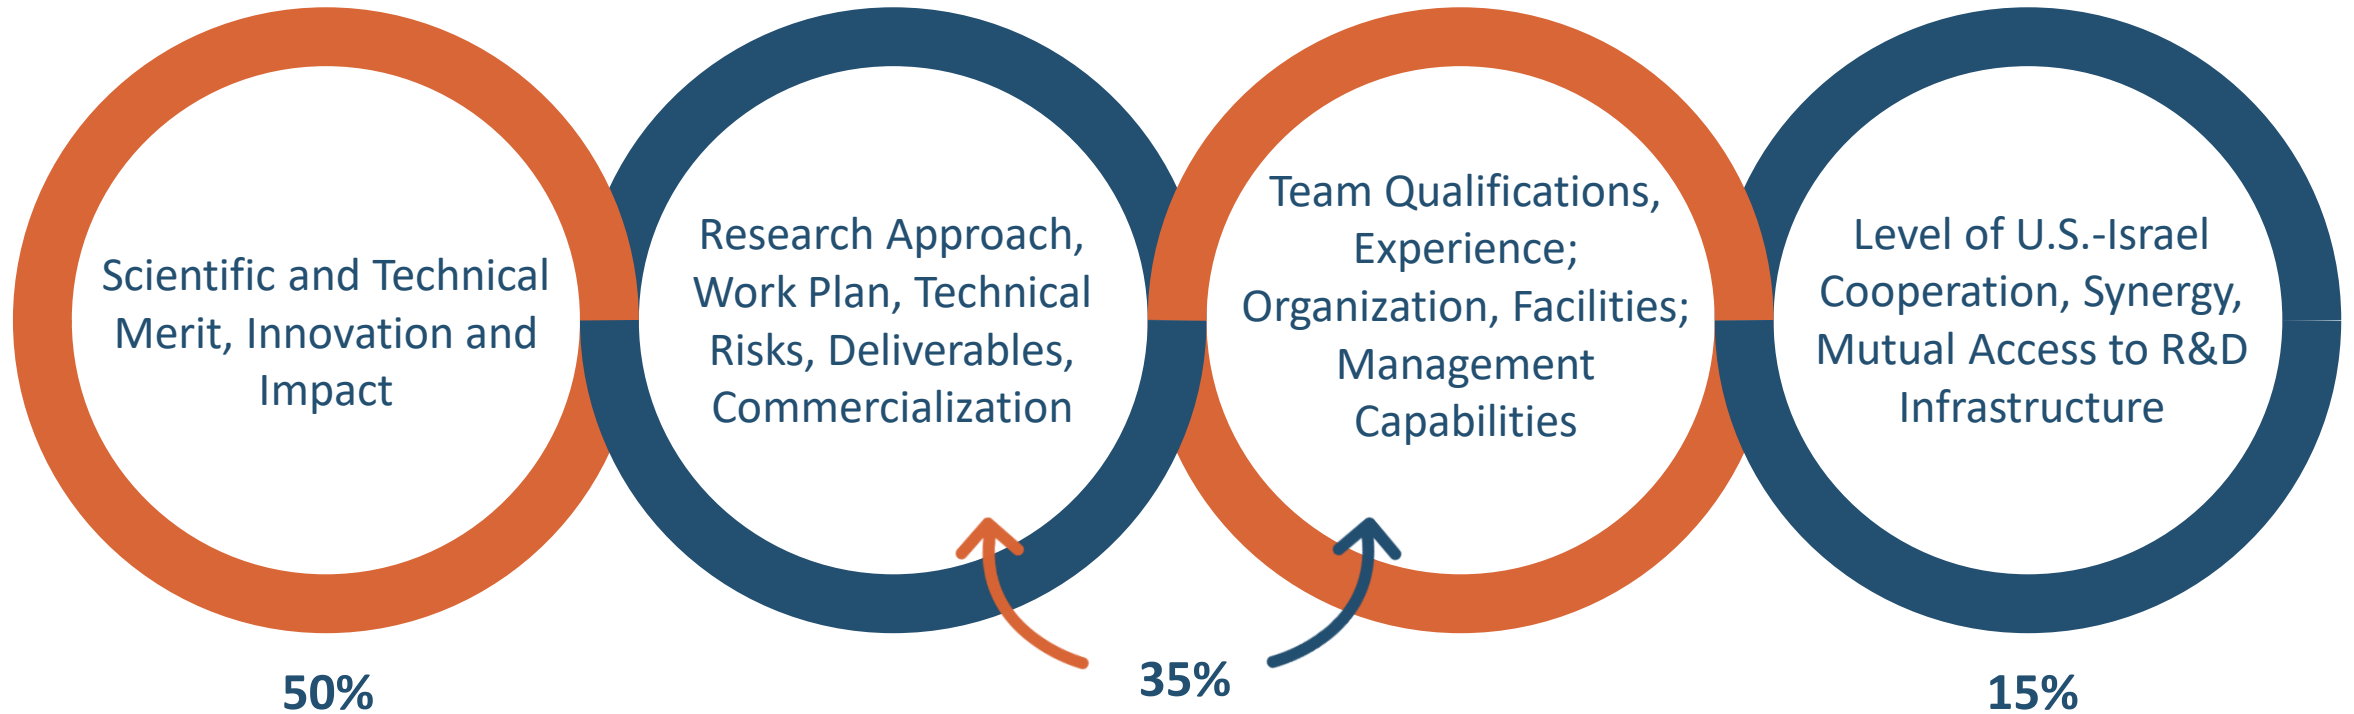 Scientific and Technical
Merit, Innovation and
Impact
Research Approach,
Work Plan, Technical
Risks, Deliverables,
Commercialization
Team Qualifications,
Experience;
Organization, Facilities;
Management
Capabilities
Level of U.S.-Israel
Cooperation, Synergy,
Mutual Access to R&D
Infrastructure
50%
35%
15%